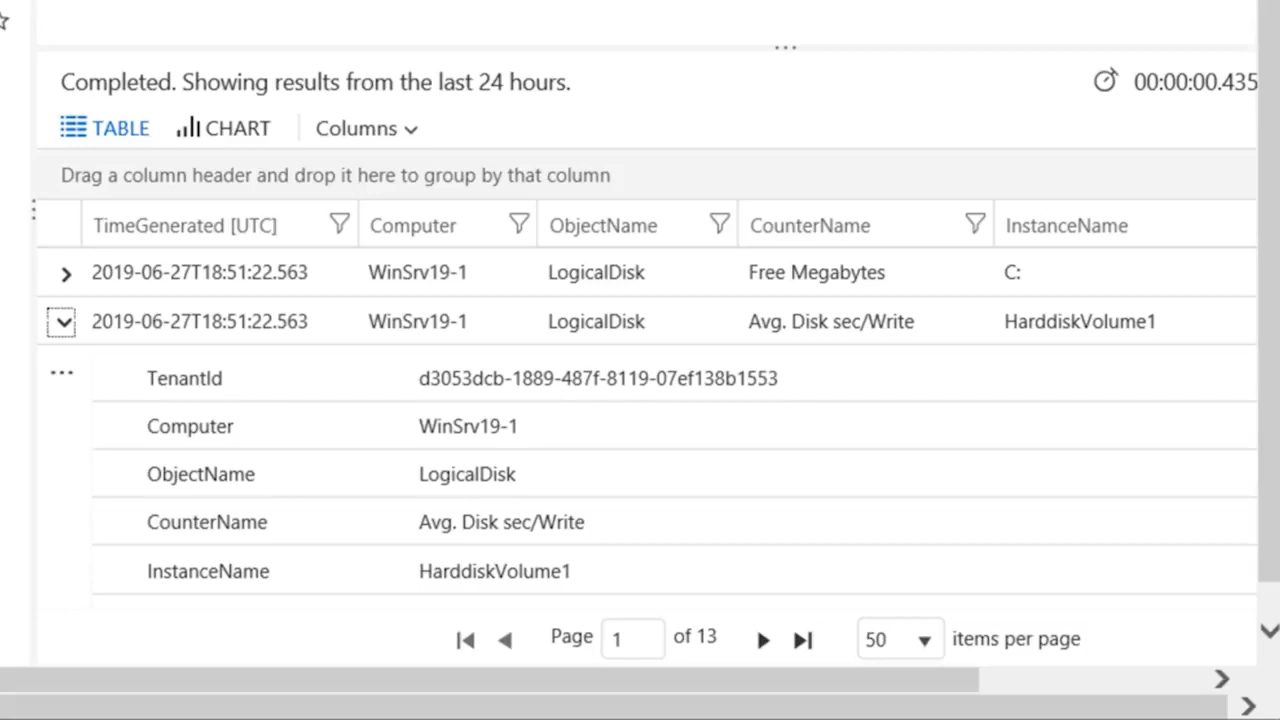 Completed. Showing results from the last 24 hours. 00:00:00.435
TABLE CHART Columns
Drag a column header and drop it here to group by that column
TimeGenerated [UTC] Computer ObjectName CounterName InstanceName
2019-06-27T18:51:22.563 WinSrv19-1 LogicalDisk Free Megabytes C:
2019-06-27T18:51:22.563 WinSrv19-1 LogicalDisk Avg. Disk sec/Write HarddiskVolume1
TenantId d3053dcb-1889-487f-8119-07ef138b1553
Computer WinSrv19-1
ObjectName LogicalDisk
CounterName Avg. Disk sec/Write
InstanceName HarddiskVolume1
Page 1 of 13 50 items per page